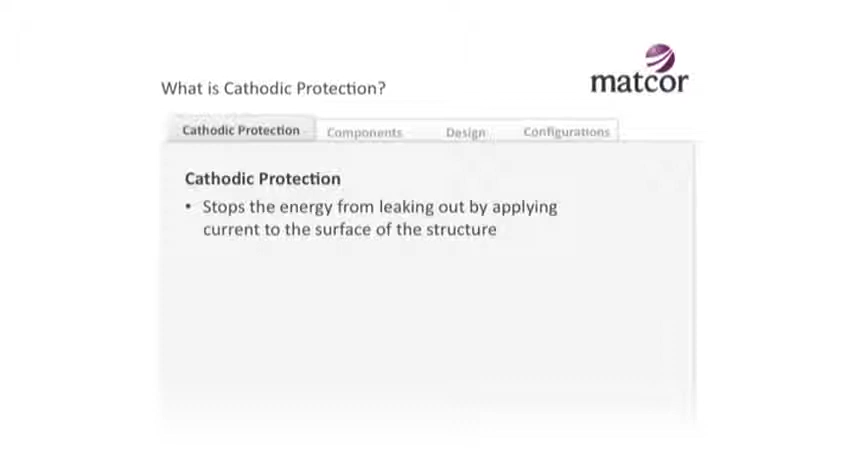 matcor
What is Cathodic Protection?
Cathodic Protection
Components
Design
Configurations
Cathodic Protection
• Stops the energy from leaking out by applying
current to the surface of the structure